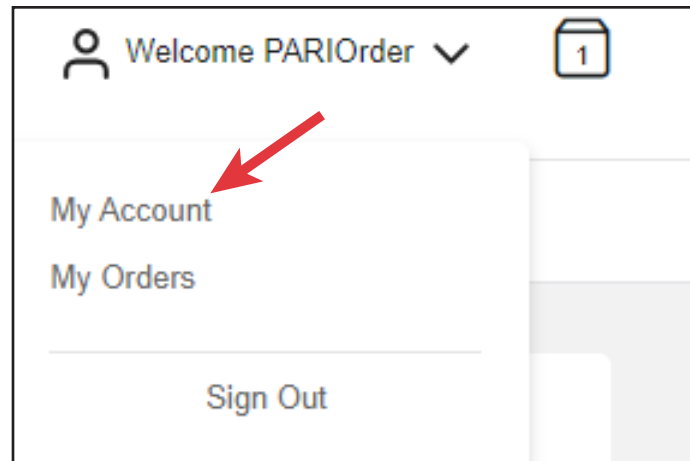 Welcome PARIOrder
1
My Account
My Orders
Sign Out